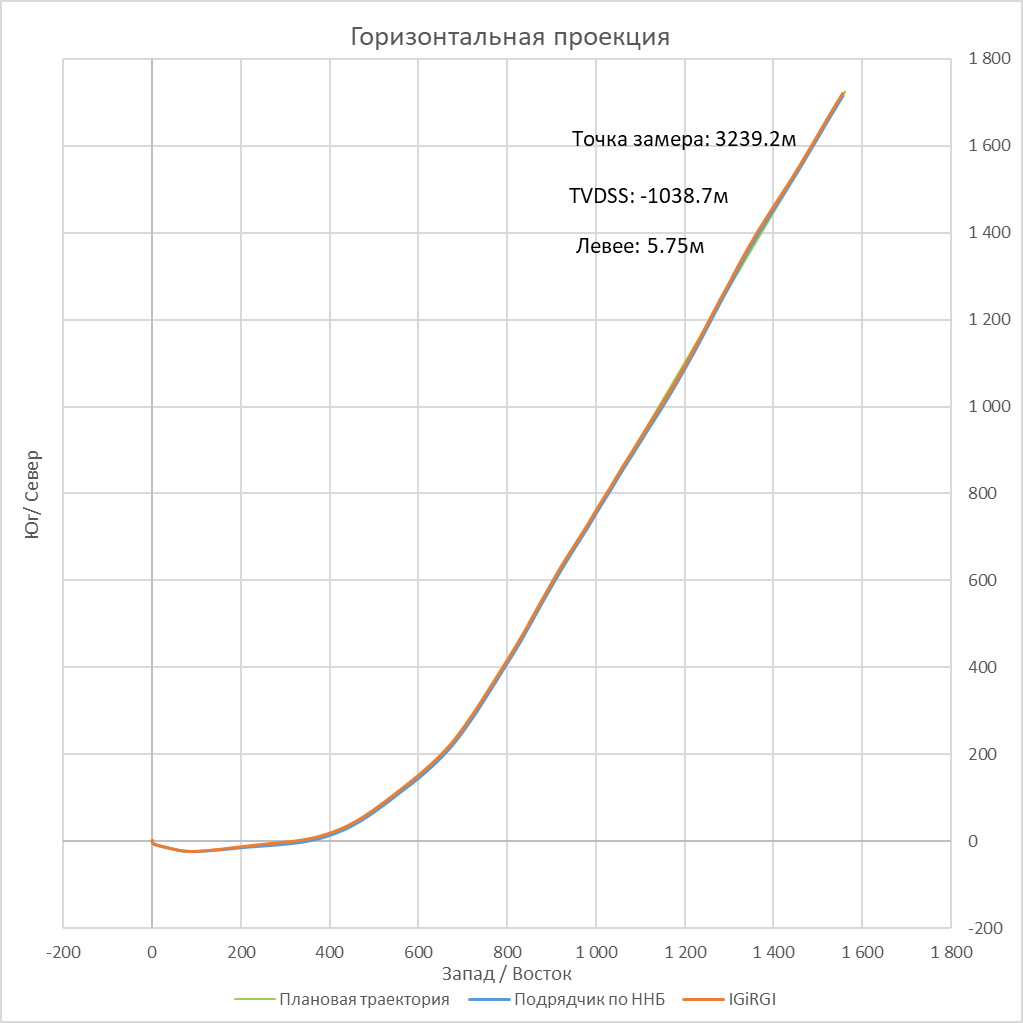 Горизонтальная проекция
1 800
1 600
1 400
1 200
1 000
800
600
400
200
0
-200
Точка замера: 3239.2м
TVDSS: -1038.7м
Левее: 5.75м
Юг/ Север
-200 0 200 400 600 800 1 000 1 200 1 400 1 600 1 800
Запад / Восток
Плановая траектория Подрядчик по ННБ IGiRGI